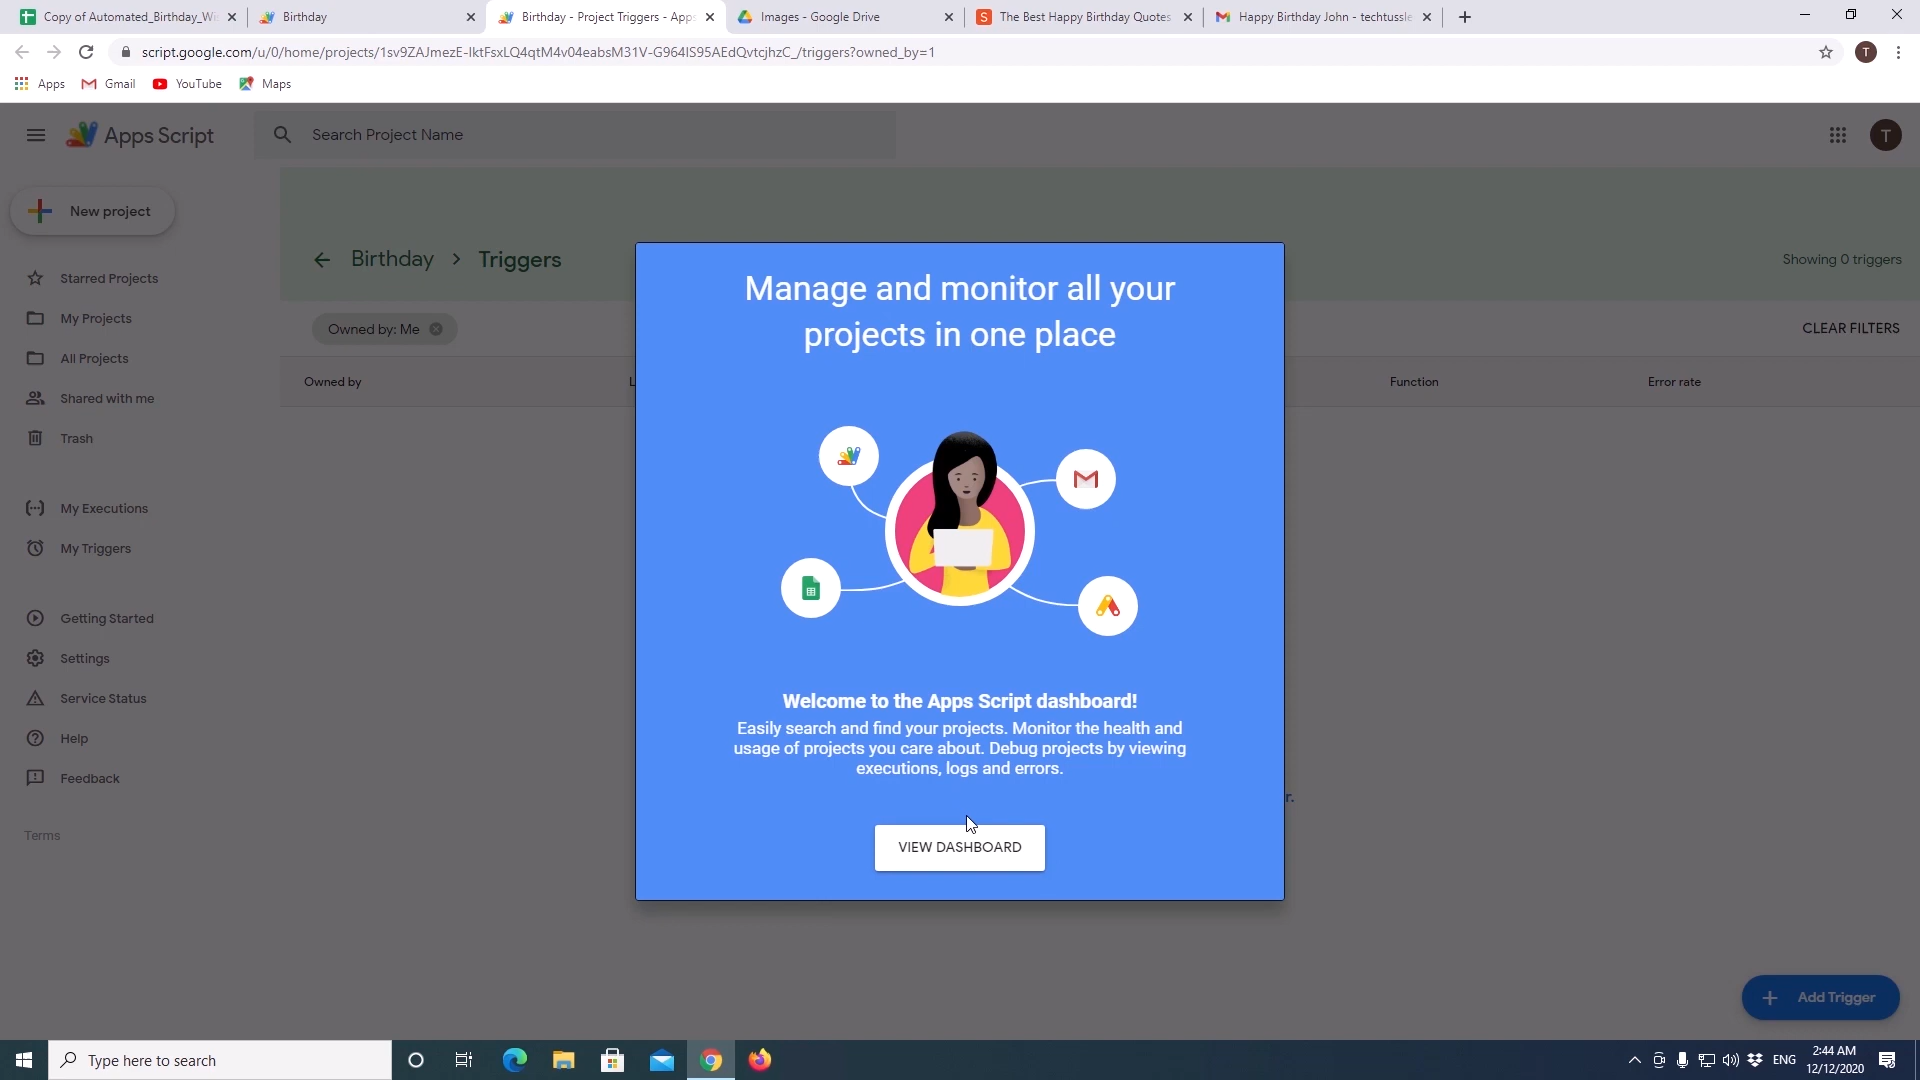 Copy of Automated_Birthday_Wi
Birthday
Birthday - Project Triggers - Apps
Images - Google Drive
The Best Happy Birthday Quotes
Happy Birthday John - techtussle
script.google.com/u/0/home/projects/1sv9ZAJmezE-IktFsxLQ4qtM4v04eabsM31V-G964IS95AEdQvtcjhzC_/triggers?owned_by=1
T
Apps
Gmail
YouTube
Maps
Apps Script
Search Project Name
T
New project
Birthday > Triggers
Showing 0 triggers
Starred Projects
My Projects
All Projects
Shared with me
Trash
My Executions
My Triggers
Getting Started
Settings
Service Status
Help
Feedback
Terms
Owned by: Me
CLEAR FILTERS
Owned by
L
Function
Error rate
Manage and monitor all your
projects in one place
Welcome to the Apps Script dashboard!
Easily search and find your projects. Monitor the health and
usage of projects you care about. Debug projects by viewing
executions, logs and errors.
r.
VIEW DASHBOARD
Add Trigger
Type here to search
ENG
2:44 AM
12/12/2020